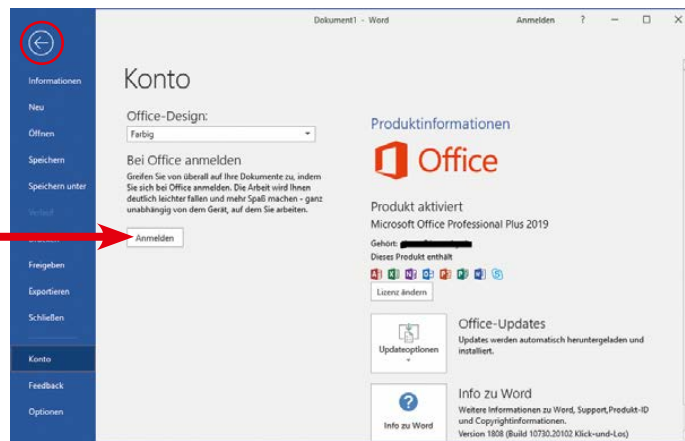 Dokument1 - Word
Anmelden ?
Informationen
Neu
Öffnen
Speichern
Speichern unter
Verlauf
Drucken
Freigeben
Exportieren
Schließen
Konto
Feedback
Optionen
Konto
Office-Design:
Farbig
Bei Office anmelden
Greifen Sie von überall auf Ihre Dokumente zu, indem
Sie sich bei Office anmelden. Die Arbeit wird Ihnen
deutlich leichter fallen und mehr Spaß machen - ganz
unabhängig von dem Gerät, auf dem Sie arbeiten.
Anmelden
Produktinformationen
Office
Produkt aktiviert
Microsoft Office Professional Plus 2019
Gehört:
Dieses Produkt enthält
Lizenz ändern
Updateoptionen
Office-Updates
Updates werden automatisch heruntergeladen und
installiert.
Info zu Word
Info zu Word
Weitere Informationen zu Word, Support,Produkt-ID
und Copyrightinformationen.
Version 1808 (Build 10730.20102 Klick-und-Los)